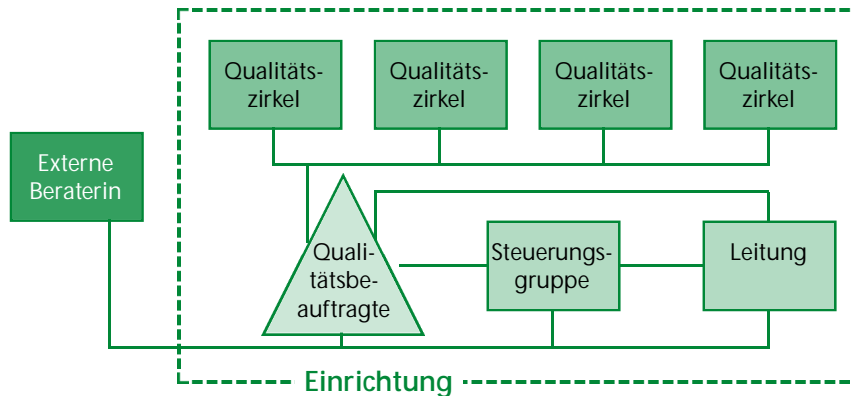 Qualitäts-
zirkel
Qualitäts-
zirkel
Qualitäts-
zirkel
Qualitäts-
zirkel
Externe
Beraterin
Quali-
tätsbe-
auftragte
Steuerungs-
gruppe
Leitung
Einrichtung